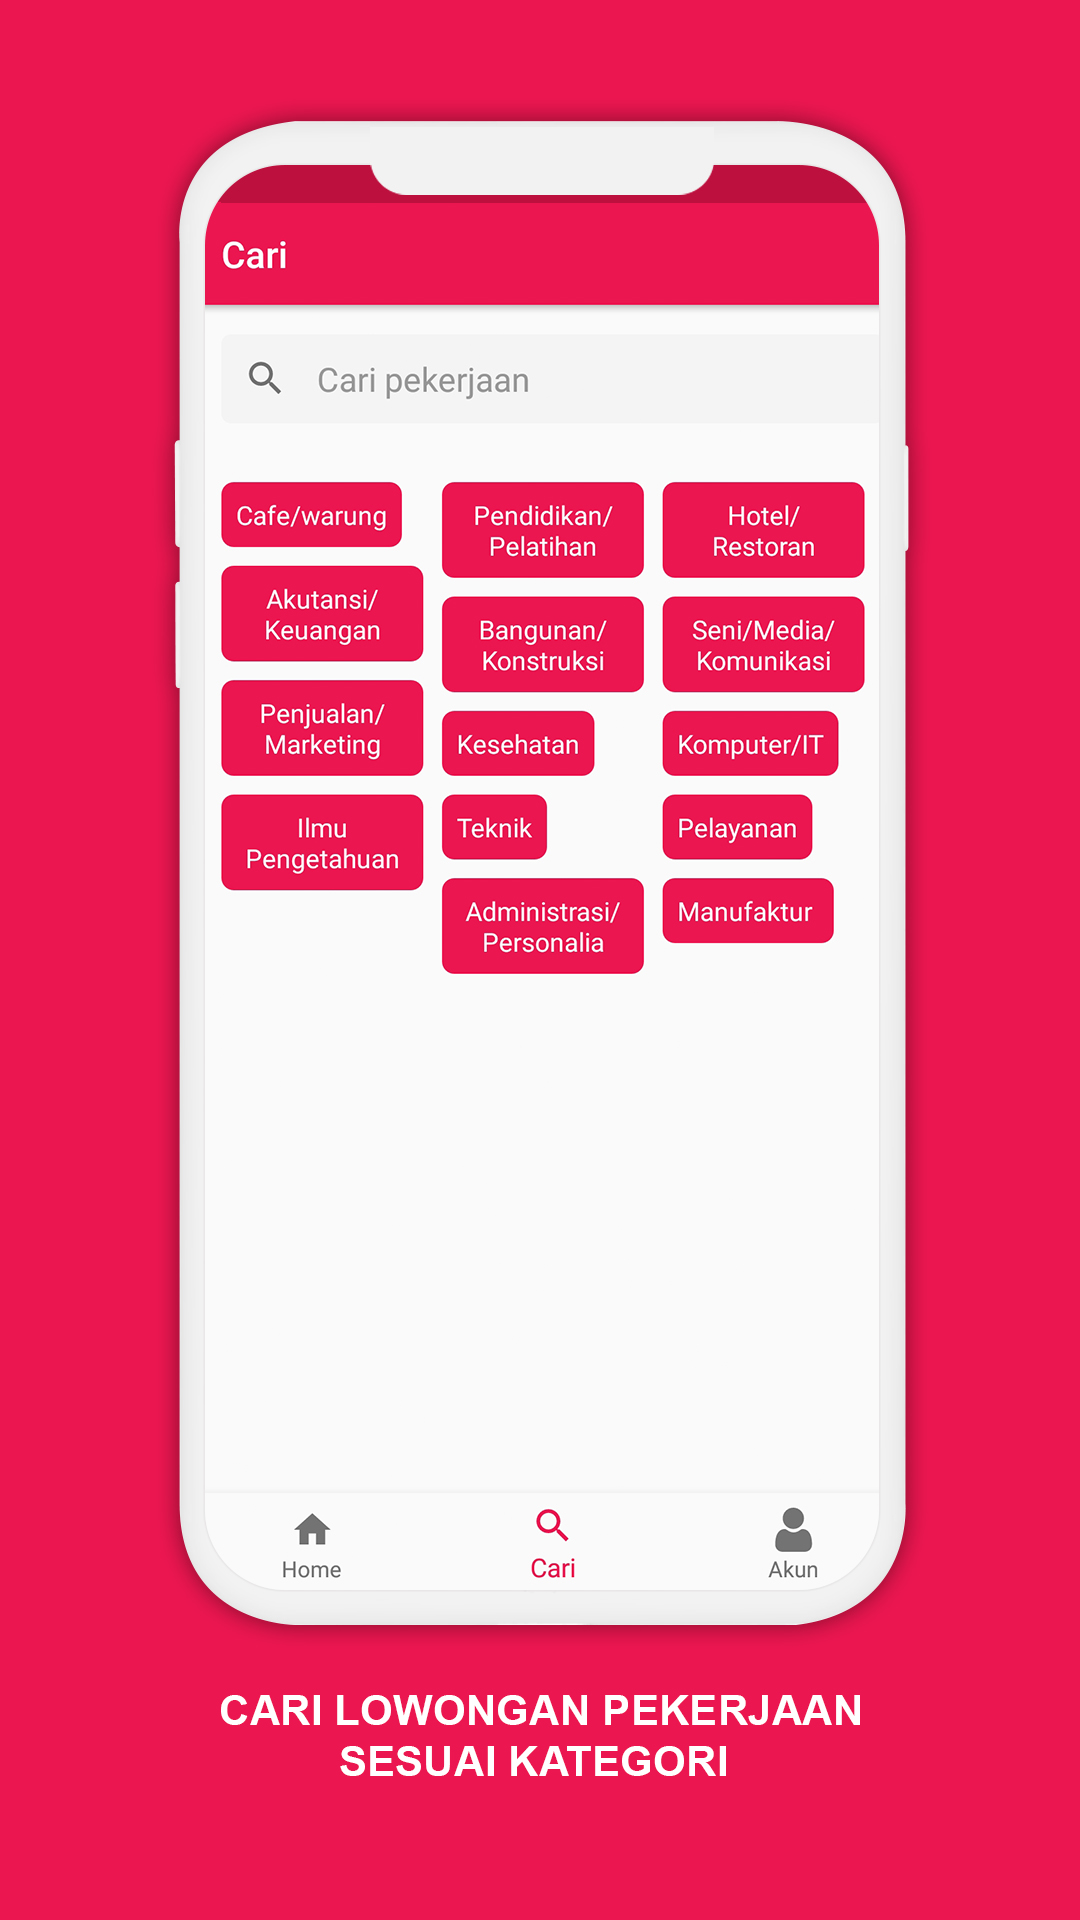 Cari
Cari pekerjaan
Cafe/warung
Akutansi/
Keuangan
Penjualan/
Marketing
Ilmu
Pengetahuan
Pendidikan/
Pelatihan
Bangunan/
Konstruksi
Kesehatan
Teknik
Administrasi/
Personalia
Hotel/
Restoran
Seni/Media/
Komunikasi
Komputer/IT
Pelayanan
Manufaktur
Home
Cari
Akun
CARI LOWONGAN PEKERJAAN
SESUAI KATEGORI